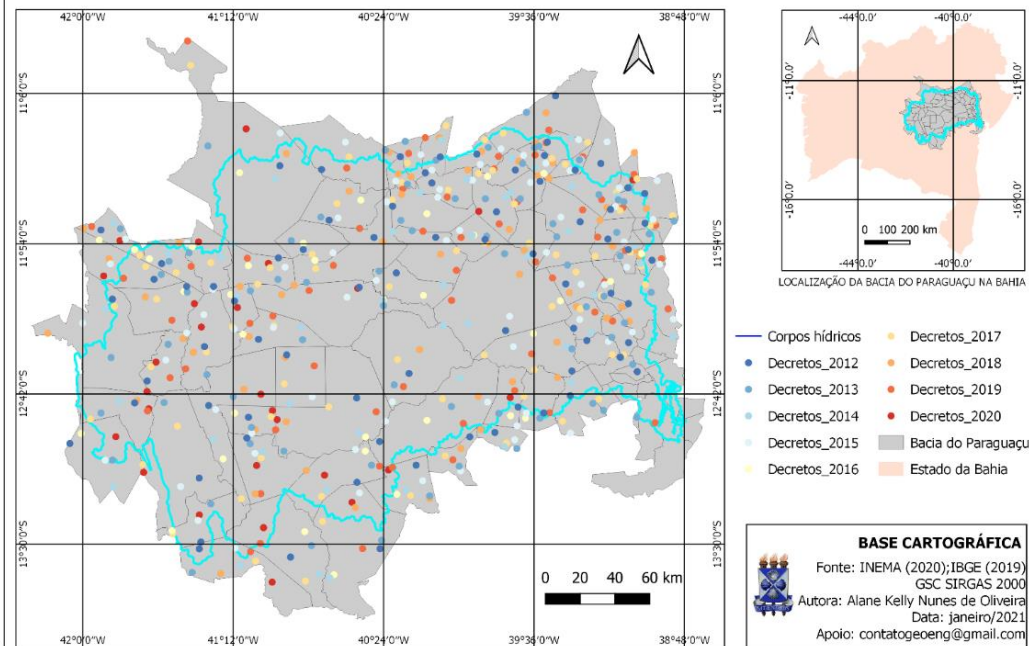 42°0'0"W
41°12'0"W
40°24'0"W
39°36'0"W
38°48'0"W
11°6'0"S
11°54'0"S
12°42'0"S
13°30'0"S
11°6'0"S
11°54'0"S
12°42'0"S
13°30'0"S
0 20 40 60 km
42°0'0"W
41°12'0"W
40°24'0"W
39°36'0"W
38°48'0"W
-44°0.0'
-40°0.0'
-11°0.0'
-16°0.0'
-11°0.0'
-16°0.0'
0 100 200 km
-44°0.0'
-40°0.0'
LOCALIZAÇÃO DA BACIA DO PARAGUAÇU NA BAHIA
Corpos hídricos
Decretos_2012
Decretos_2013
Decretos_2014
Decretos_2015
Decretos_2016
Decretos_2017
Decretos_2018
Decretos_2019
Decretos_2020
Bacia do Paraguaçu
Estado da Bahia
BASE CARTOGRÁFICA
Fonte: INEMA (2020);IBGE (2019)
GSC SIRGAS 2000
Autora: Alane Kelly Nunes de Oliveira
Data: janeiro/2021
Apoio: contatogeoeng@gmail.com